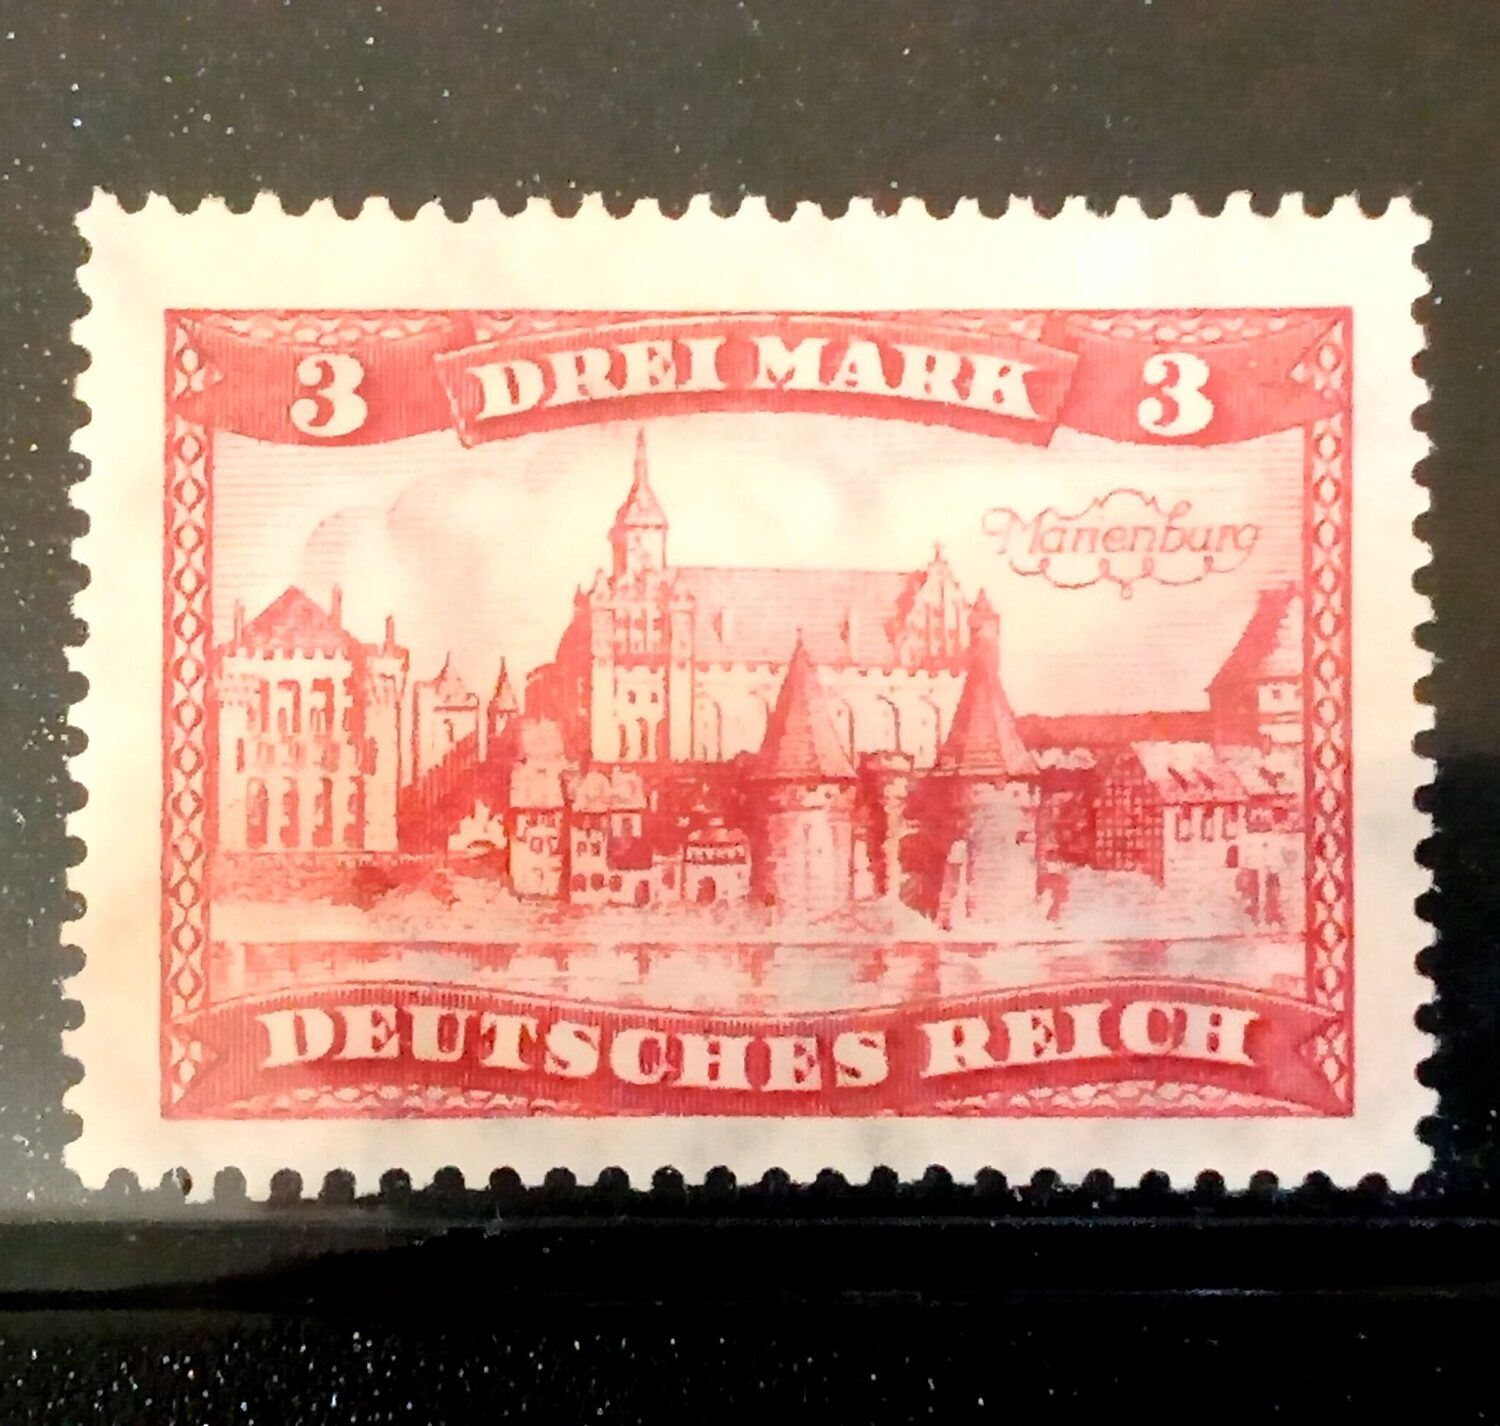 3 DREI MARK 3
Marienburg
DEUTSCHES REICH